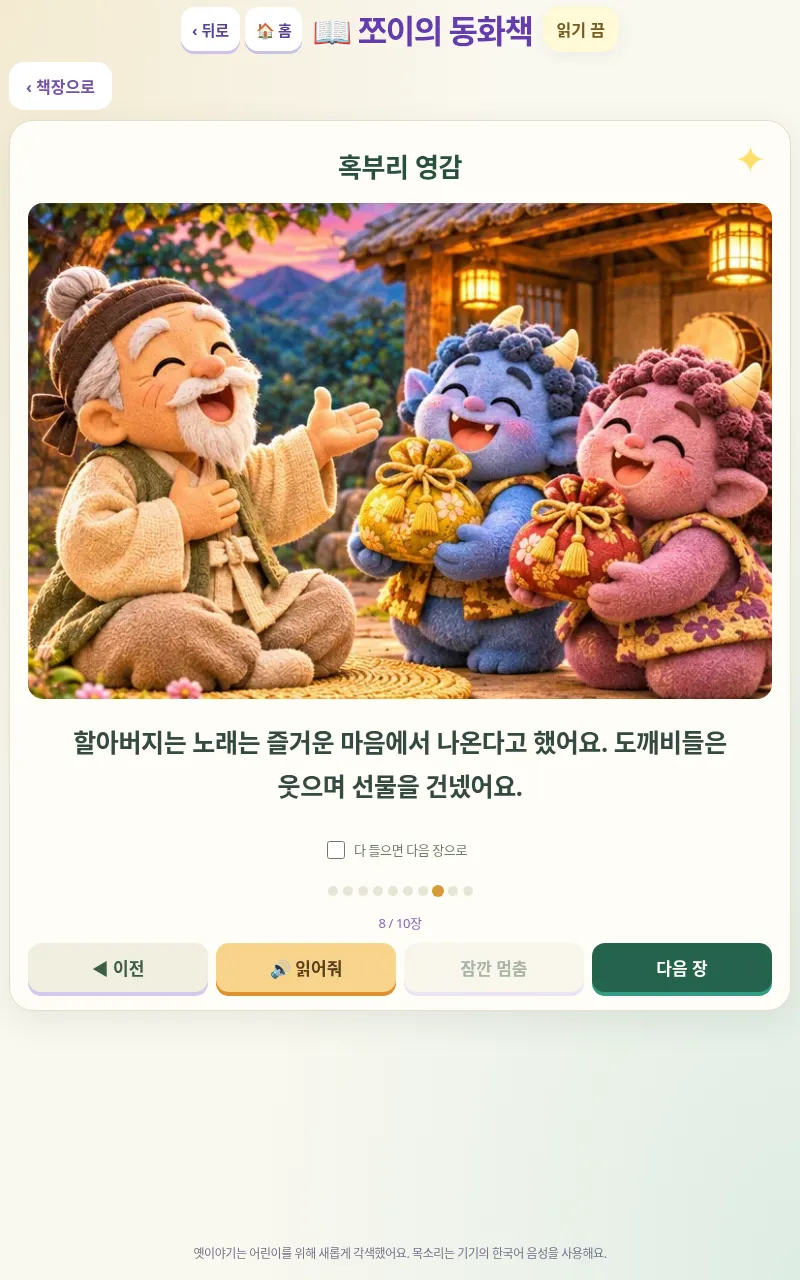 ‹ 뒤로 🏠 홈 📖 쪼이의 동화책 읽기 끝
‹ 책장으로
혹부리 영감
할아버지는 노래는 즐거운 마음에서 나온다고 했어요. 도깨비들은
웃으며 선물을 건넸어요.
다 들으면 다음 장으로
8 / 10장
◀ 이전 🔊 읽어줘 잠깐 멈춤 다음 장
옛이야기는 어린이를 위해 새롭게 각색했어요. 목소리는 기기의 한국어 음성을 사용해요.